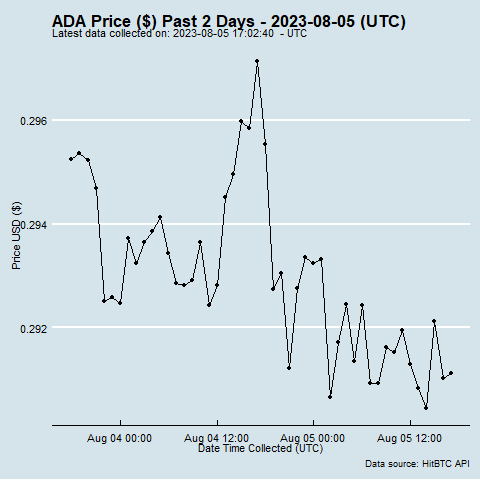 ADA Price ($) Past 2 Days - 2023-08-05 (UTC)
Latest data collected on: 2023-08-05 17:02:40  - UTC
0.296
0.294
0.292
Price USD ($)
Aug 04 00:00 Aug 04 12:00 Aug 05 00:00 Aug 05 12:00
Date Time Collected (UTC)
Data source: HitBTC API